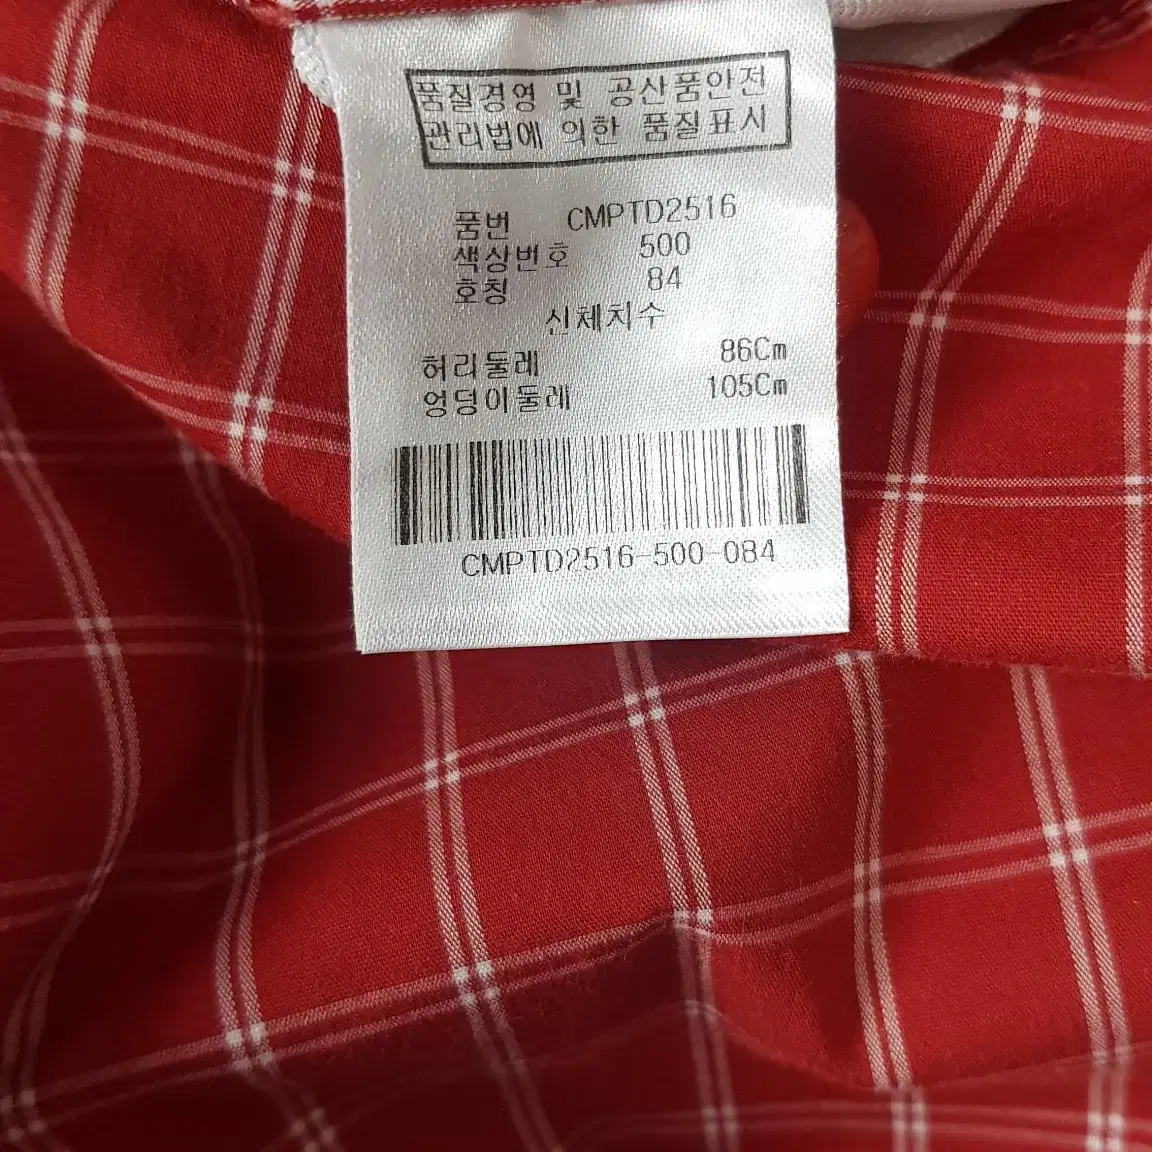 품질경영 및 공산품안전
관리법에 의한 품질표시
품번 CMPTD2516
색상번호 500
호칭 84
신체치수
허리둘레 86Cm
엉덩이둘레 105Cm
CMPTD2516-500-084